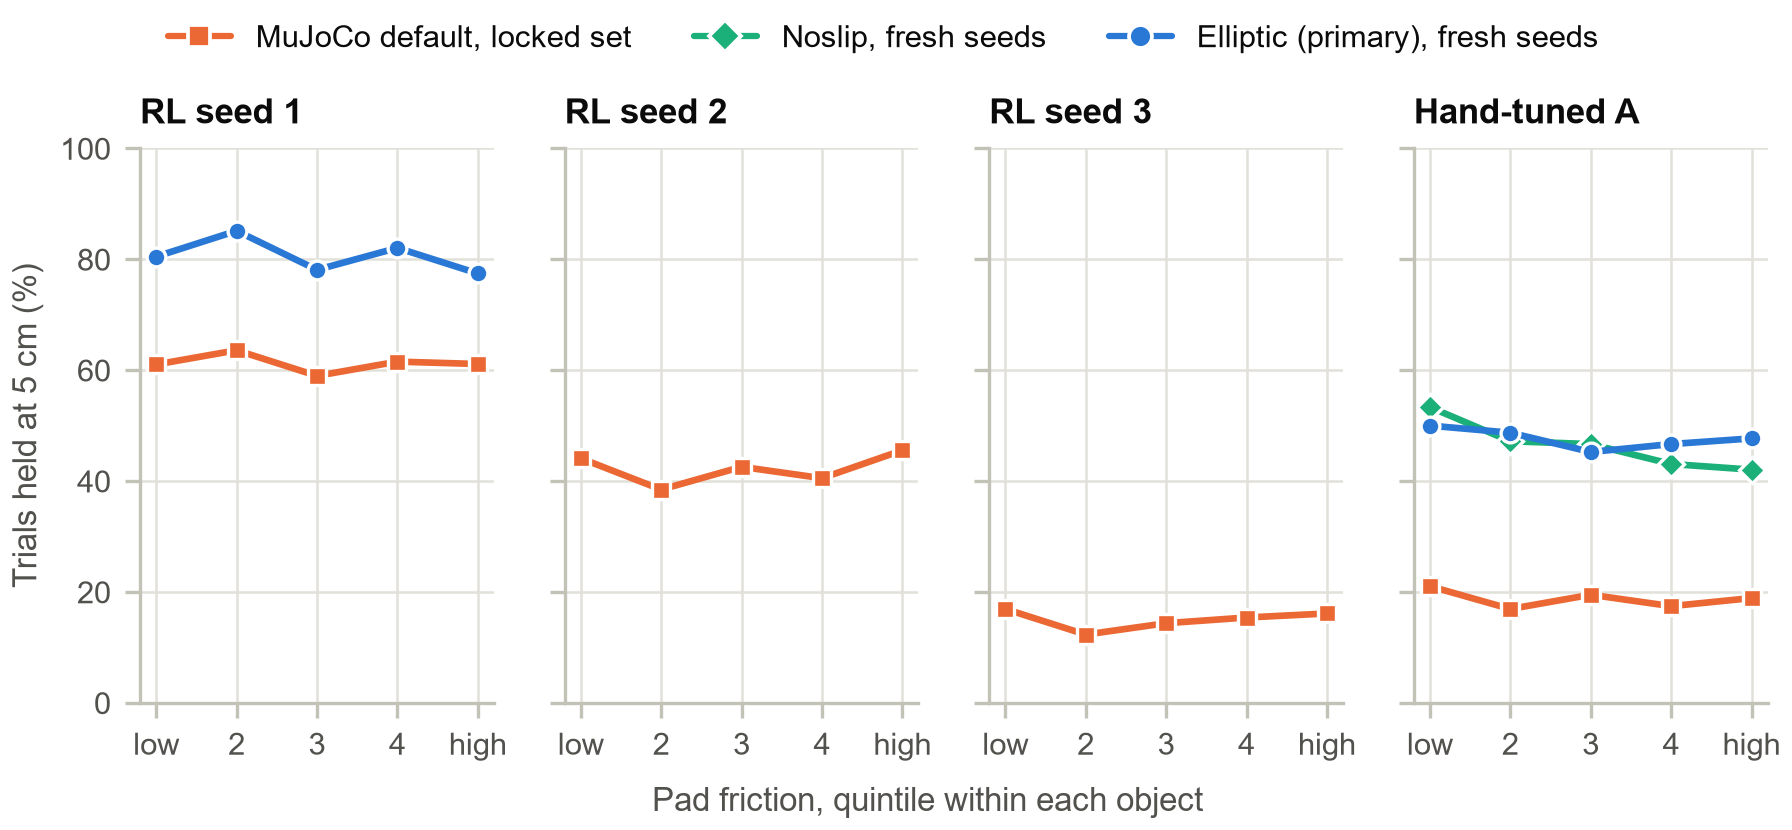 MuJoCo default, locked set Noslip, fresh seeds Elliptic (primary), fresh seeds
RL seed 1 RL seed 2 RL seed 3 Hand-tuned A
Trials held at 5 cm (%)
100
80
60
40
20
0
low 2 3 4 high low 2 3 4 high low 2 3 4 high low 2 3 4 high
Pad friction, quintile within each object